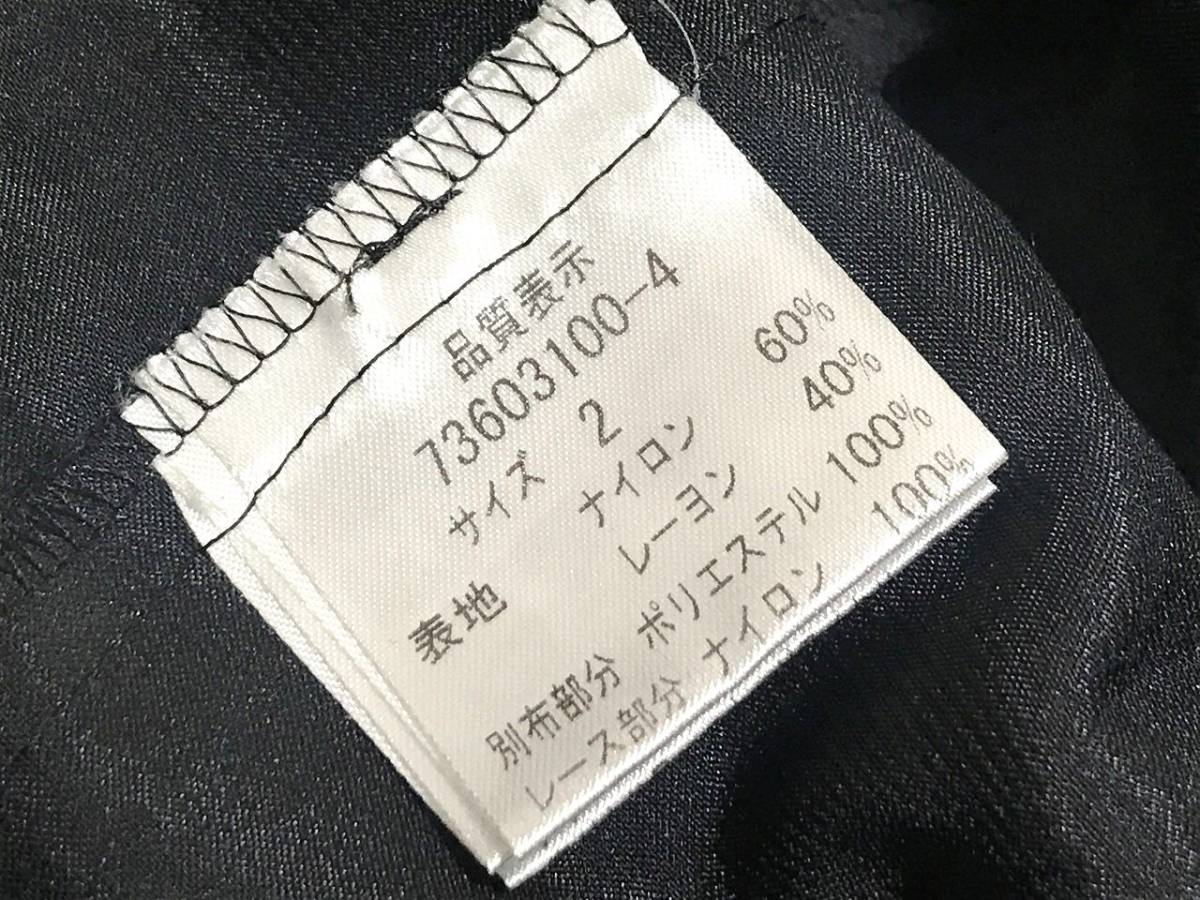 品質表示
73603100-4
サイズ 2
表地 ナイロン 60%
レーヨン 40%
別布部分 ポリエステル 100%
レース部分 ナイロン 100%